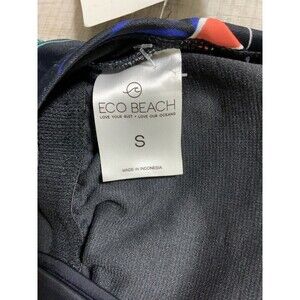 ECO BEACH
LOVE YOUR BUST • LOVE OUR OCEANS
S
MADE IN INDONESIA